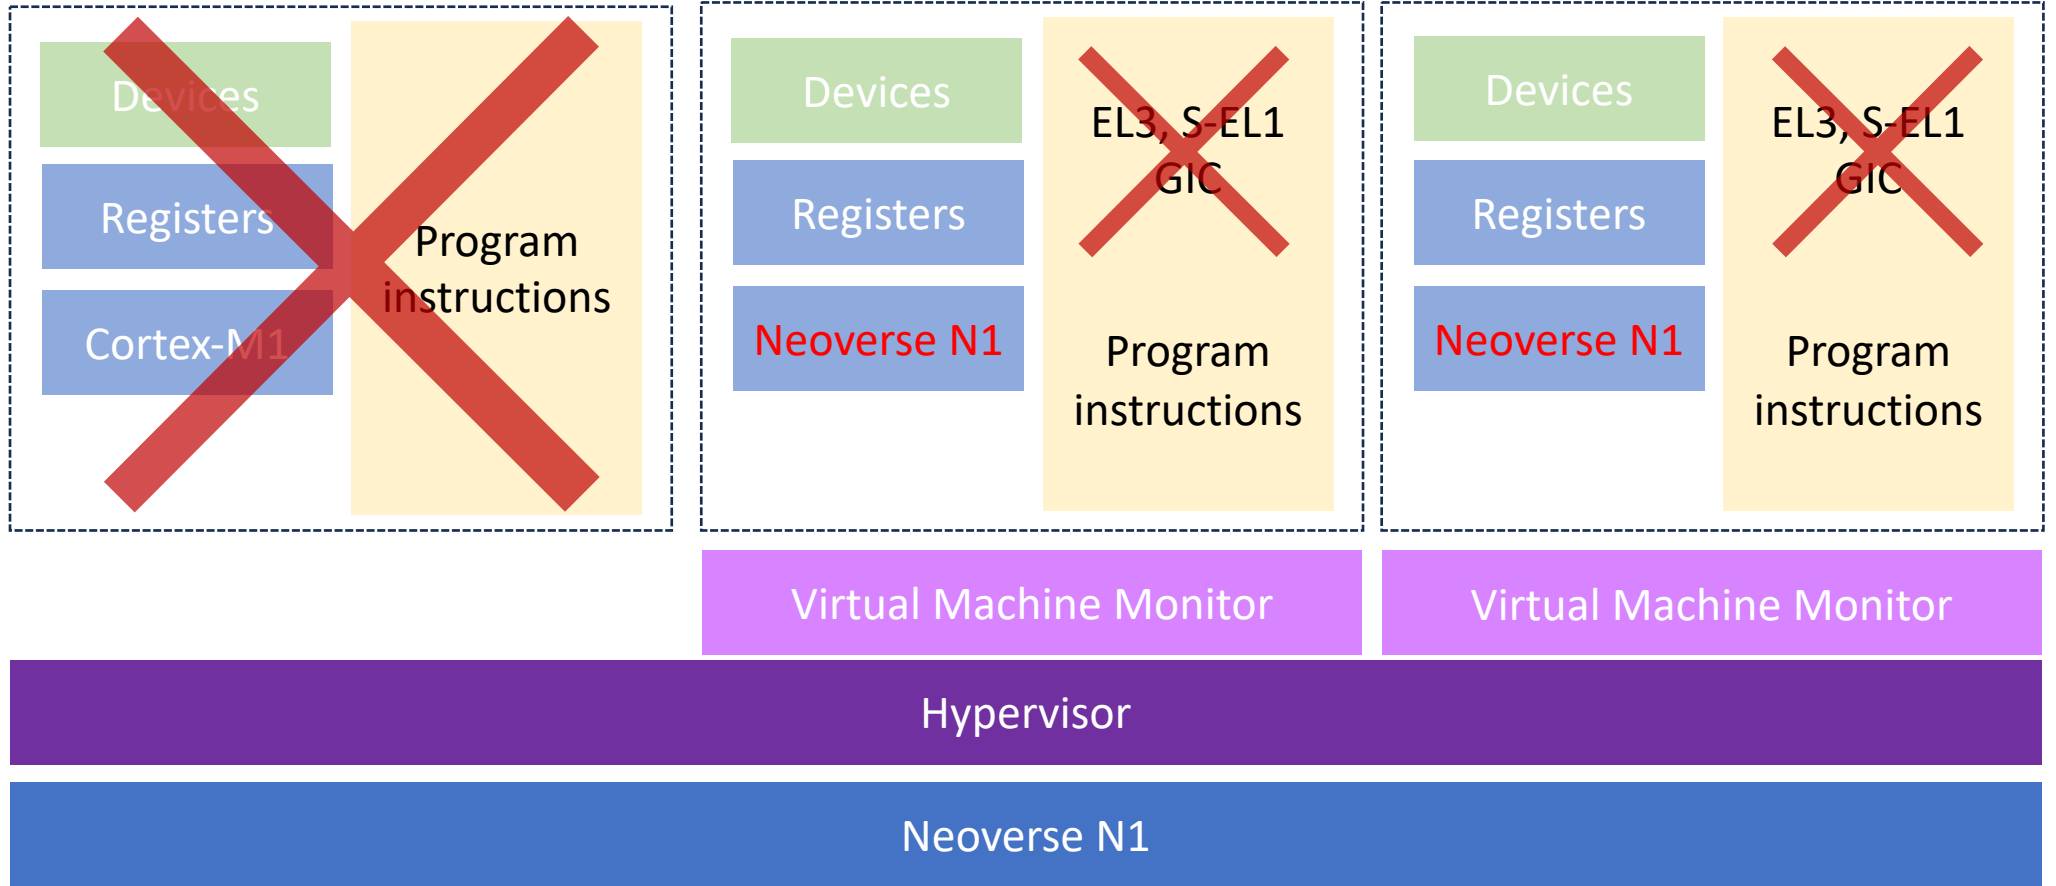 Devices
Registers
Cortex-M1
Program
instructions
Devices
Registers
Neoverse N1
EL3, S-EL1
GIC
Program
instructions
Devices
Registers
Neoverse N1
EL3, S-EL1
GIC
Program
instructions
Virtual Machine Monitor
Virtual Machine Monitor
Hypervisor
Neoverse N1